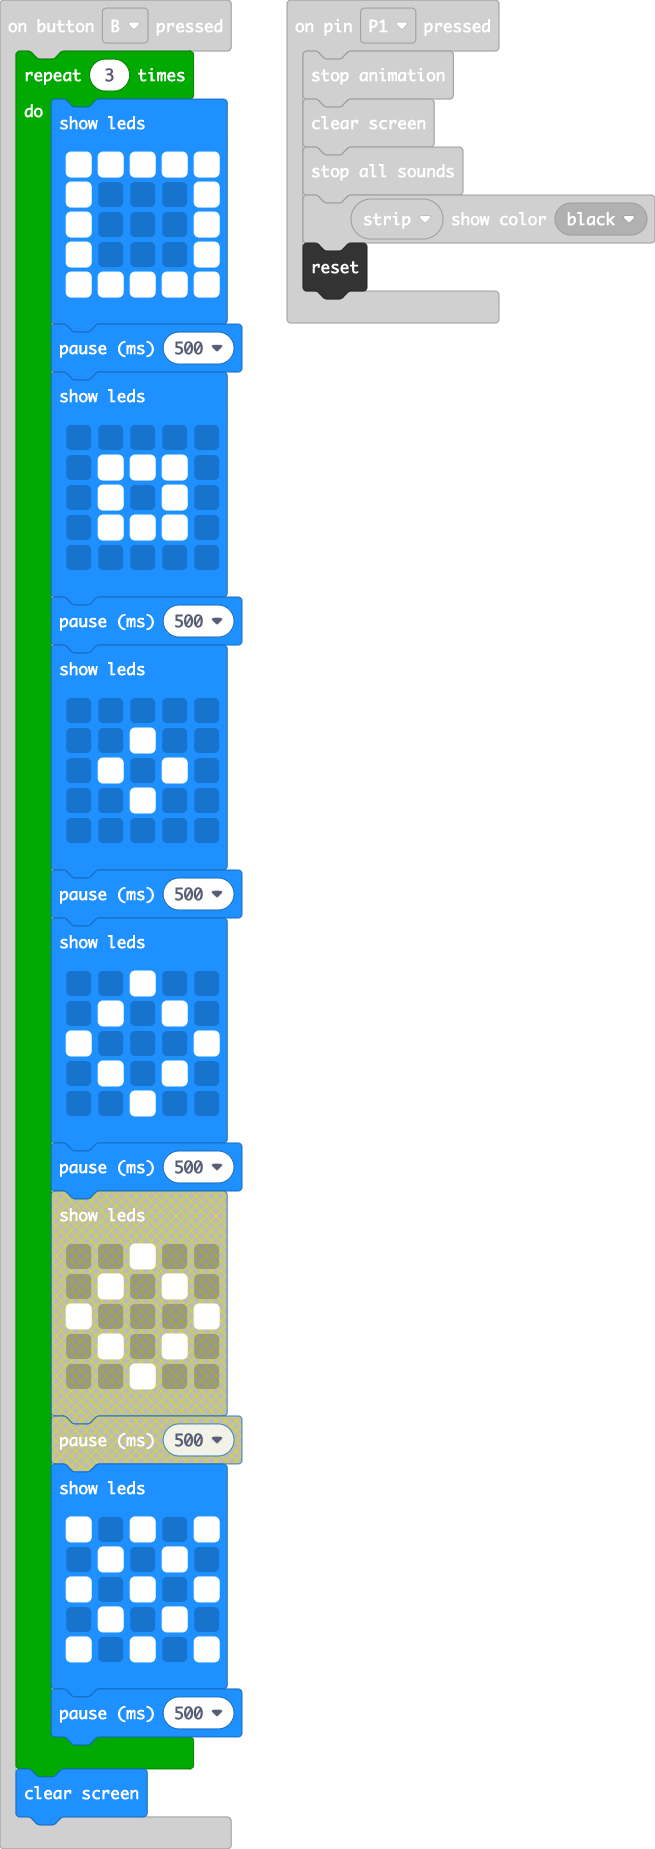 on button B pressed
repeat 3 times
do
show leds
pause (ms) 500
show leds
pause (ms) 500
show leds
pause (ms) 500
show leds
pause (ms) 500
show leds
pause (ms) 500
show leds
pause (ms) 500
clear screen
on pin P1 pressed
stop animation
clear screen
stop all sounds
strip show color black
reset